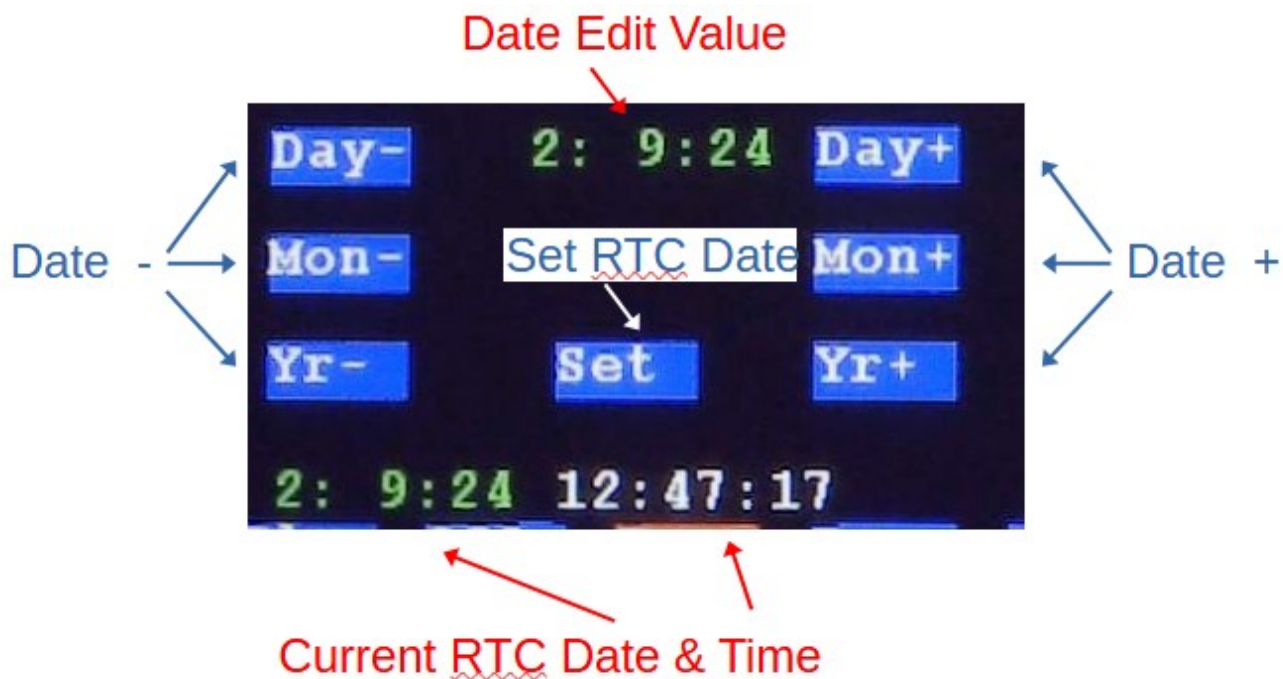 Date Edit Value
Day- 2: 9:24 Day+
Date - Mon- Set RTC Date Mon+ Date +
Yr- Set Yr+
2: 9:24 12:47:17
Current RTC Date & Time